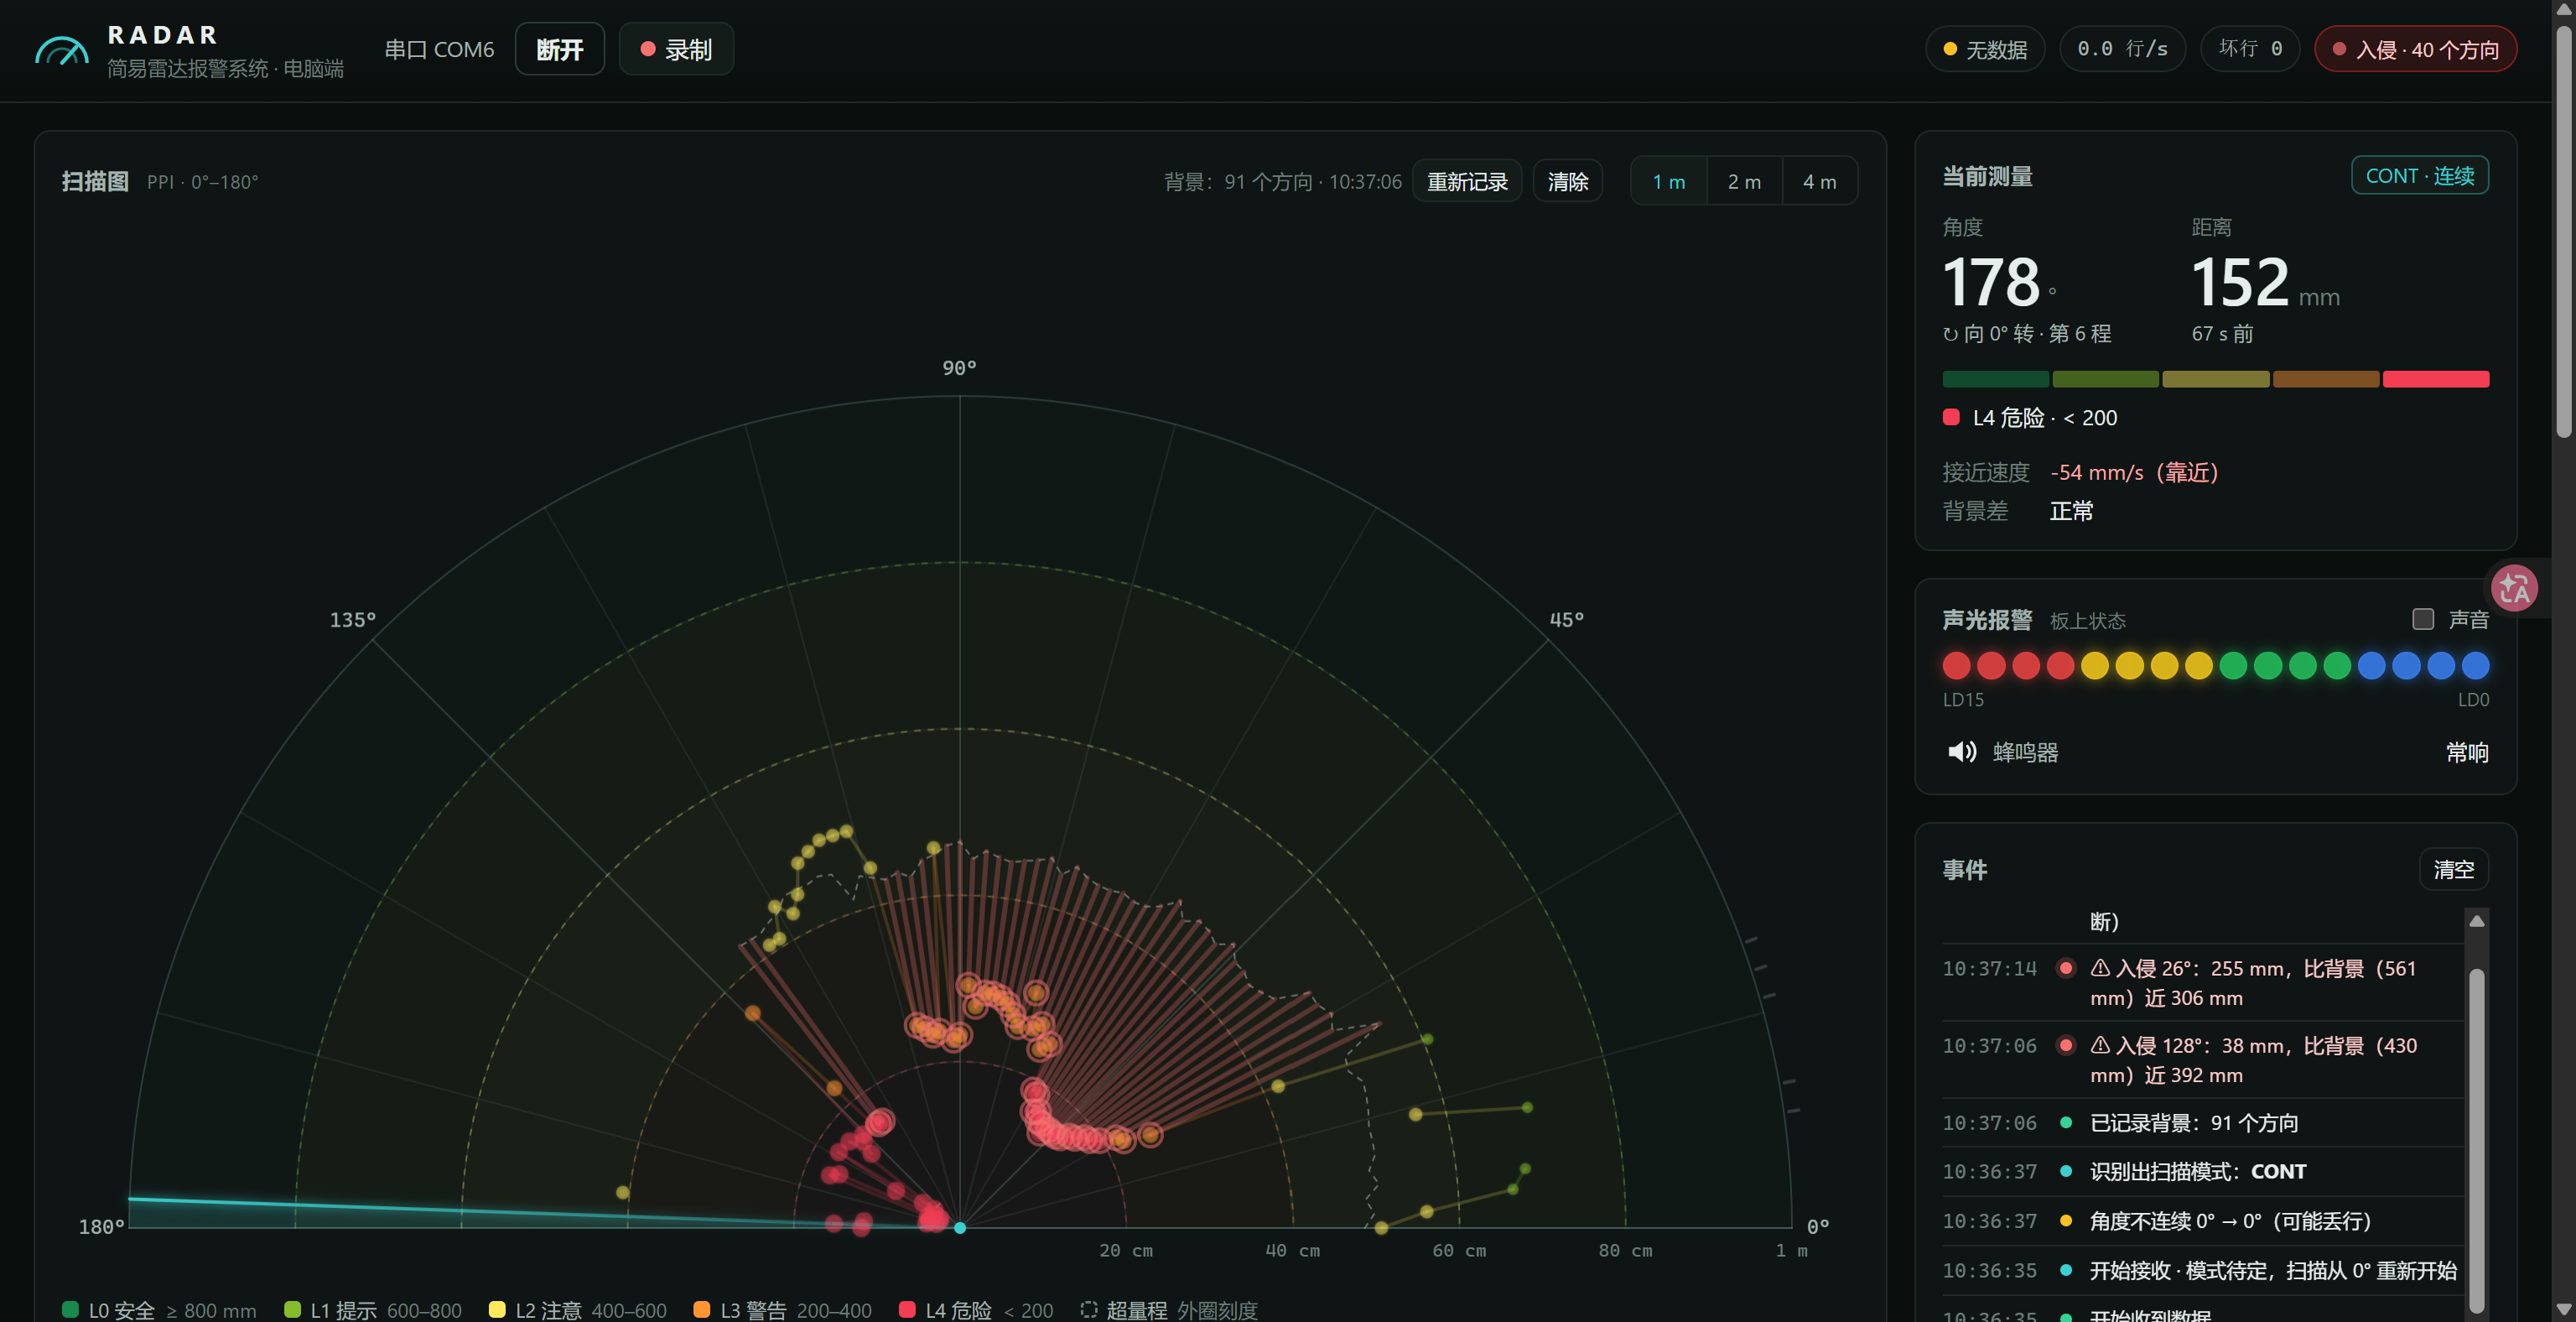 RADAR
简易雷达报警系统 · 电脑端
串口 COM6
断开
录制
无数据
0.0 行/s
坏行 0
入侵 · 40 个方向
扫描图 PPI · 0°–180°
背景：91 个方向 · 10:37:06
重新记录
清除
1 m
2 m
4 m
90°
135°
45°
180°
0°
20 cm
40 cm
60 cm
80 cm
1 m
L0 安全 ≥ 800 mm
L1 提示 600–800
L2 注意 400–600
L3 警告 200–400
L4 危险 < 200
超量程 外圈刻度
当前测量
CONT · 连续
角度
距离
178 °
152 mm
↻ 向 0° 转 · 第 6 程
67 s 前
L4 危险 · < 200
接近速度 -54 mm/s（靠近）
背景差 正常
声光报警 板上状态
声音
LD15
LD0
蜂鸣器
常响
事件
清空
断）
10:37:14 ⚠ 入侵 26°：255 mm，比背景（561
mm）近 306 mm
10:37:06 ⚠ 入侵 128°：38 mm，比背景（430
mm）近 392 mm
10:37:06 已记录背景：91 个方向
10:36:37 识别出扫描模式：CONT
10:36:37 角度不连续 0° → 0°（可能丢行）
10:36:35 开始接收 · 模式待定，扫描从 0° 重新开始
10:36:35 开始收到数据